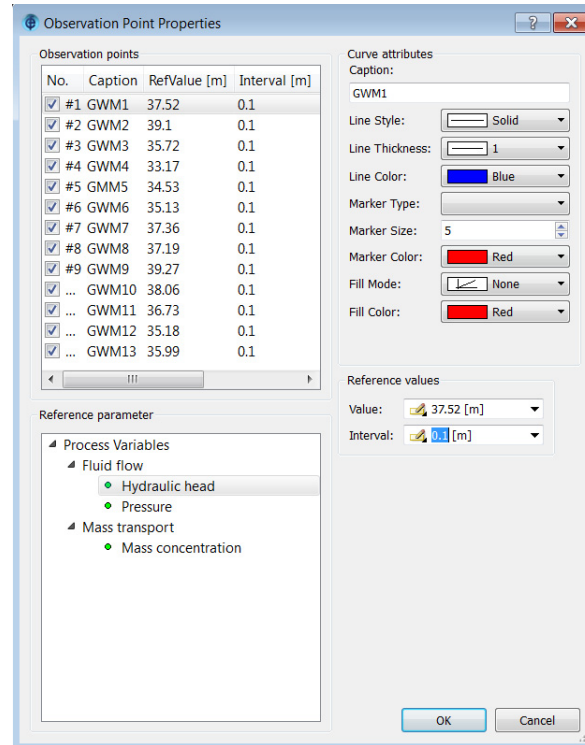 Observation Point Properties
Observation points
No. Caption RefValue [m] Interval [m]
#1 GWM1 37.52 0.1
#2 GWM2 39.1 0.1
#3 GWM3 35.72 0.1
#4 GWM4 33.17 0.1
#5 GMM5 34.53 0.1
#6 GWM6 35.13 0.1
#7 GWM7 37.36 0.1
#8 GWM8 37.19 0.1
#9 GWM9 39.27 0.1
... GWM10 38.06 0.1
... GWM11 36.73 0.1
... GWM12 35.18 0.1
... GWM13 35.99 0.1
Reference parameter
Process Variables
Fluid flow
Hydraulic head
Pressure
Mass transport
Mass concentration
Curve attributes
Caption:
GWM1
Line Style: Solid
Line Thickness: 1
Line Color: Blue
Marker Type:
Marker Size: 5
Marker Color: Red
Fill Mode: None
Fill Color: Red
Reference values
Value: 37.52 [m]
Interval: 0.1 [m]
OK Cancel